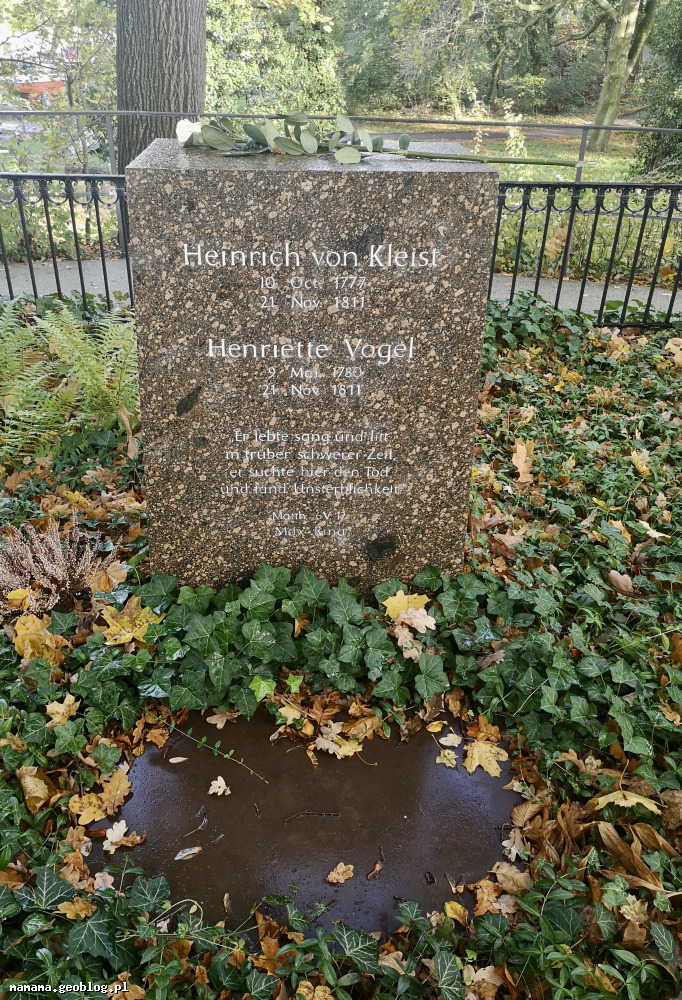 Heinrich von Kleist
10. Oct. 1777
21. Nov. 1811
Henriette Vogel
9. Mai. 1780
21. Nov. 1811
Er lebte sang und litt
in trüber schwerer Zeit,
er suchte hier den Tod
und fand Unsterblichkeit
Matth. 6 V. 12
Max Ring
mamama.geoblog.pl